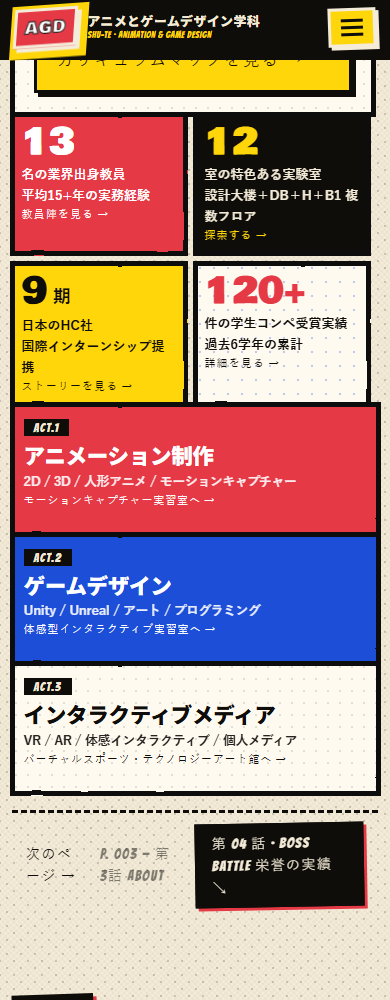 AGD
アニメとゲームデザイン学科
SHU-TE・ANIMATION & GAME DESIGN
カリキュラムマップを見る →
13
名の業界出身教員
平均15+年の実務経験
教員陣を見る →
12
室の特色ある実験室
設計大楼＋DB＋H＋B1 複
数フロア
探索する →
9 期
日本のHC社
国際インターンシップ提
携
ストーリーを見る →
120+
件の学生コンペ受賞実績
過去6学年の累計
詳細を見る →
ACT.1
アニメーション制作
2D / 3D / 人形アニメ / モーションキャプチャー
モーションキャプチャー実習室へ →
ACT.2
ゲームデザイン
Unity / Unreal / アート / プログラミング
体感型インタラクティブ実習室へ →
ACT.3
インタラクティブメディア
VR / AR / 体感インタラクティブ / 個人メディア
バーチャルスポーツ・テクノロジーアート館へ →
次のペ
ージ →
P. 003 — 第
3話 ABOUT
第 04 話・BOSS
BATTLE 栄誉の実績
↘